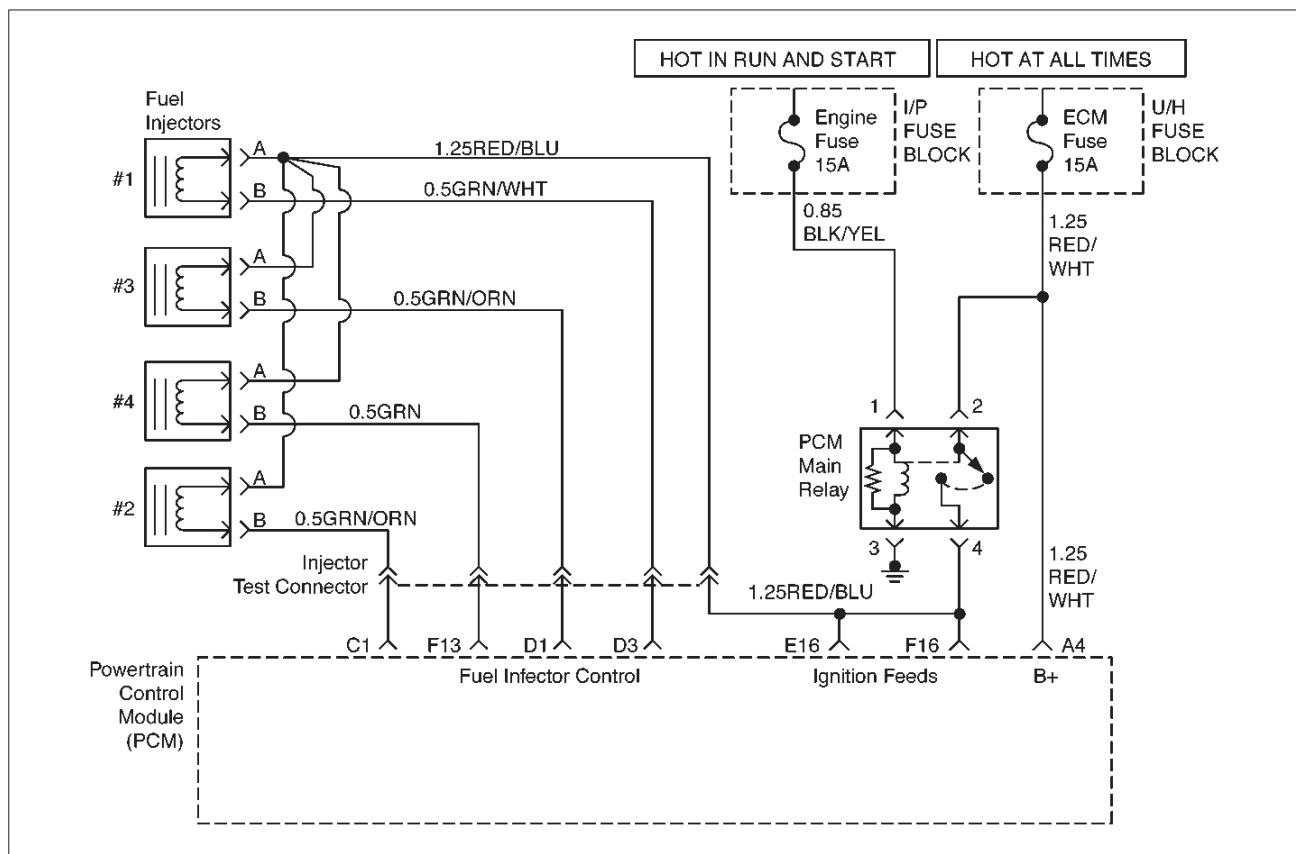 HOT IN RUN AND START
HOT AT ALL TIMES
Fuel
Injectors
#1
A
B
1.25RED/BLU
0.5GRN/WHT
#3
A
B
0.5GRN/ORN
#4
A
B
0.5GRN
#2
A
B
0.5GRN/ORN
Engine
Fuse
15A
I/P
FUSE
BLOCK
ECM
Fuse
15A
U/H
FUSE
BLOCK
0.85
BLK/YEL
1.25
RED/
WHT
1
2
PCM
Main
Relay
3
4
1.25
RED/
WHT
Injector
Test Connector
1.25RED/BLU
C1
F13
D1
D3
E16
F16
A4
Powertrain
Control
Module
(PCM)
Fuel Infector Control
Ignition Feeds
B+